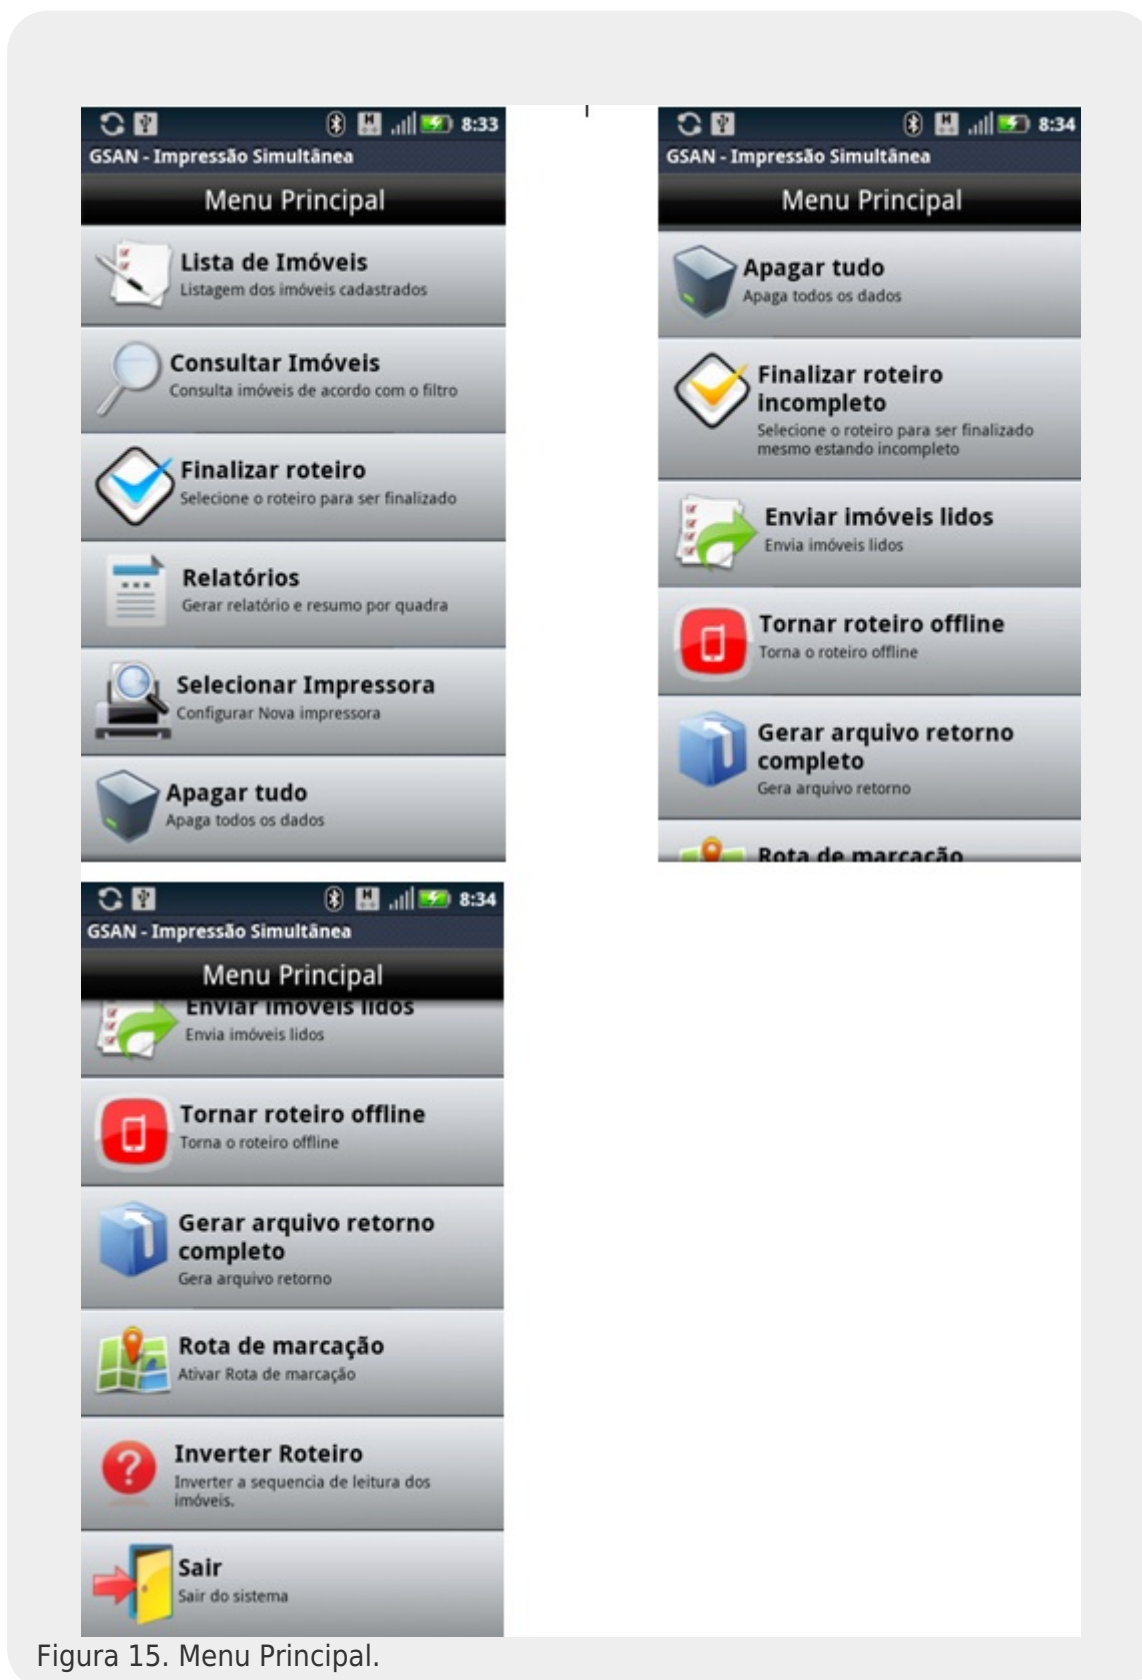 8:33
GSAN - Impressão Simultânea
Menu Principal
Lista de Imóveis
Listagem dos imóveis cadastrados
Consultar Imóveis
Consulta imóveis de acordo com o filtro
Finalizar roteiro
Selecione o roteiro para ser finalizado
Relatórios
Gerar relatório e resumo por quadra
Selecionar Impressora
Configurar Nova impressora
Apagar tudo
Apaga todos os dados
8:34
GSAN - Impressão Simultânea
Menu Principal
Apagar tudo
Apaga todos os dados
Finalizar roteiro
incompleto
Selecione o roteiro para ser finalizado
mesmo estando incompleto
Enviar imóveis lidos
Envia imóveis lidos
Tornar roteiro offline
Torna o roteiro offline
Gerar arquivo retorno
completo
Gera arquivo retorno
Rota de marcação
8:34
GSAN - Impressão Simultânea
Menu Principal
Enviar imóveis lidos
Envia imóveis lidos
Tornar roteiro offline
Torna o roteiro offline
Gerar arquivo retorno
completo
Gera arquivo retorno
Rota de marcação
Ativar Rota de marcação
Inverter Roteiro
Inverter a sequencia de leitura dos
imóveis.
Sair
Sair do sistema
Figura 15. Menu Principal.